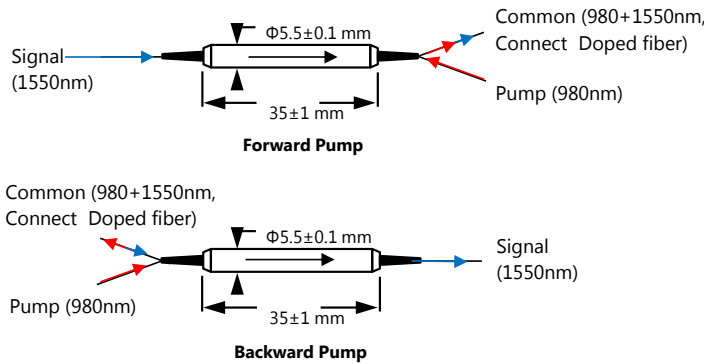 Common (980+1550nm,
Connect Doped fiber)
Φ5.5±0.1 mm
Signal
(1550nm)
Pump (980nm)
35±1 mm
Forward Pump
Common (980+1550nm,
Connect Doped fiber)
Φ5.5±0.1 mm
Signal
(1550nm)
Pump (980nm)
35±1 mm
Backward Pump